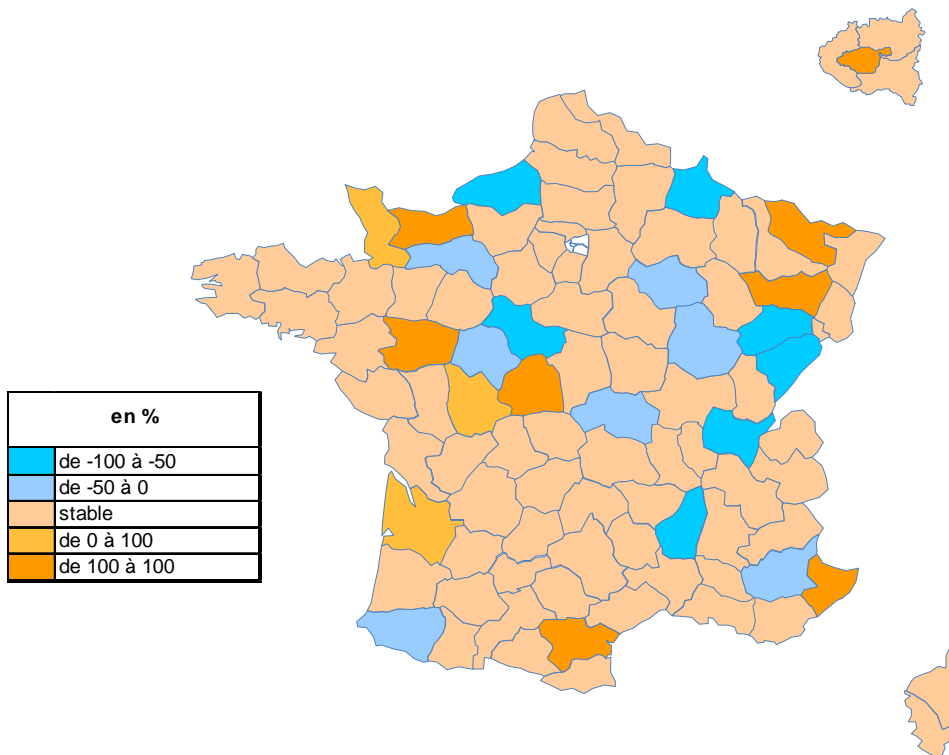 en %
de -100 à -50
de -50 à 0
stable
de 0 à 100
de 100 à 100